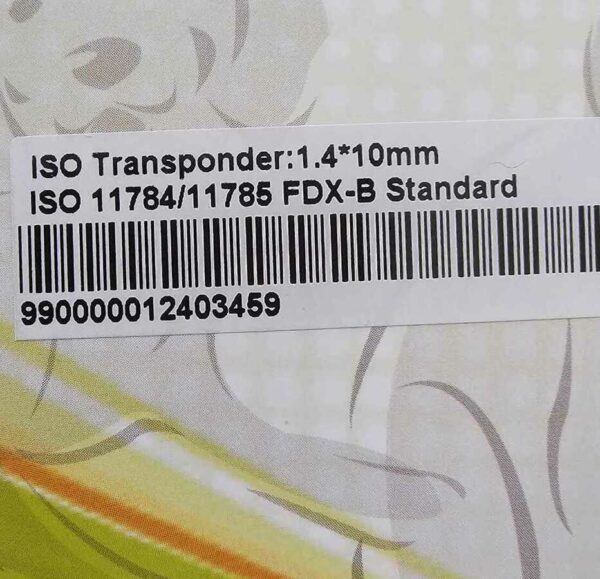 ISO Transponder:1.4*10mm
ISO 11784/11785 FDX-B Standard
990000012403459